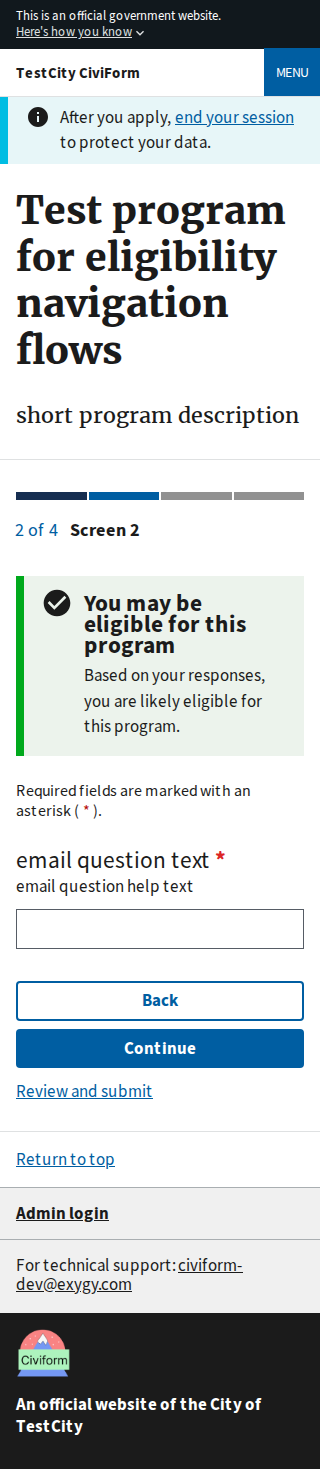 This is an official government website.
Here's how you know
TestCity CiviForm
MENU
After you apply, end your session
to protect your data.
Test program
for eligibility
navigation
flows
short program description
2 of 4 Screen 2
You may be
eligible for this
program
Based on your responses,
you are likely eligible for
this program.
Required fields are marked with an
asterisk ( * ).
email question text *
email question help text
Back
Continue
Review and submit
Return to top
Admin login
For technical support: civiform-
dev@exygy.com
Civiform
An official website of the City of
TestCity